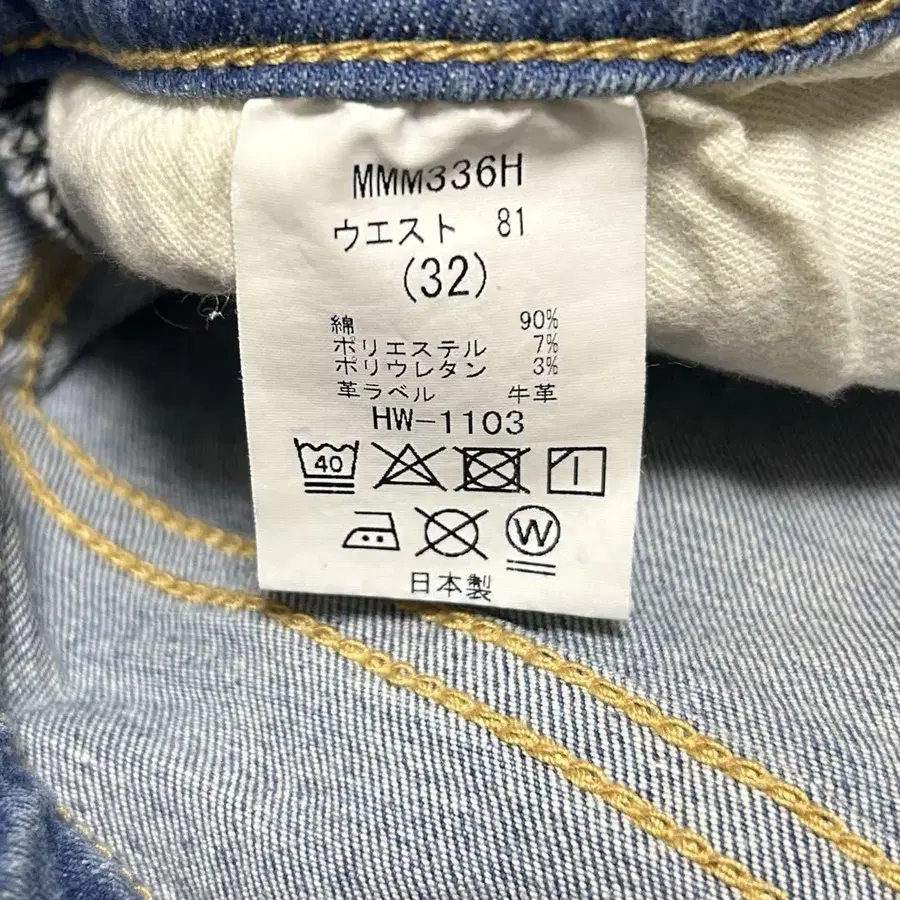 MMM336H
ウエスト 81
(32)
綿 90%
ポリエステル 7%
ポリウレタン 3%
革ラベル 牛革
HW-1103
40
W
日本製